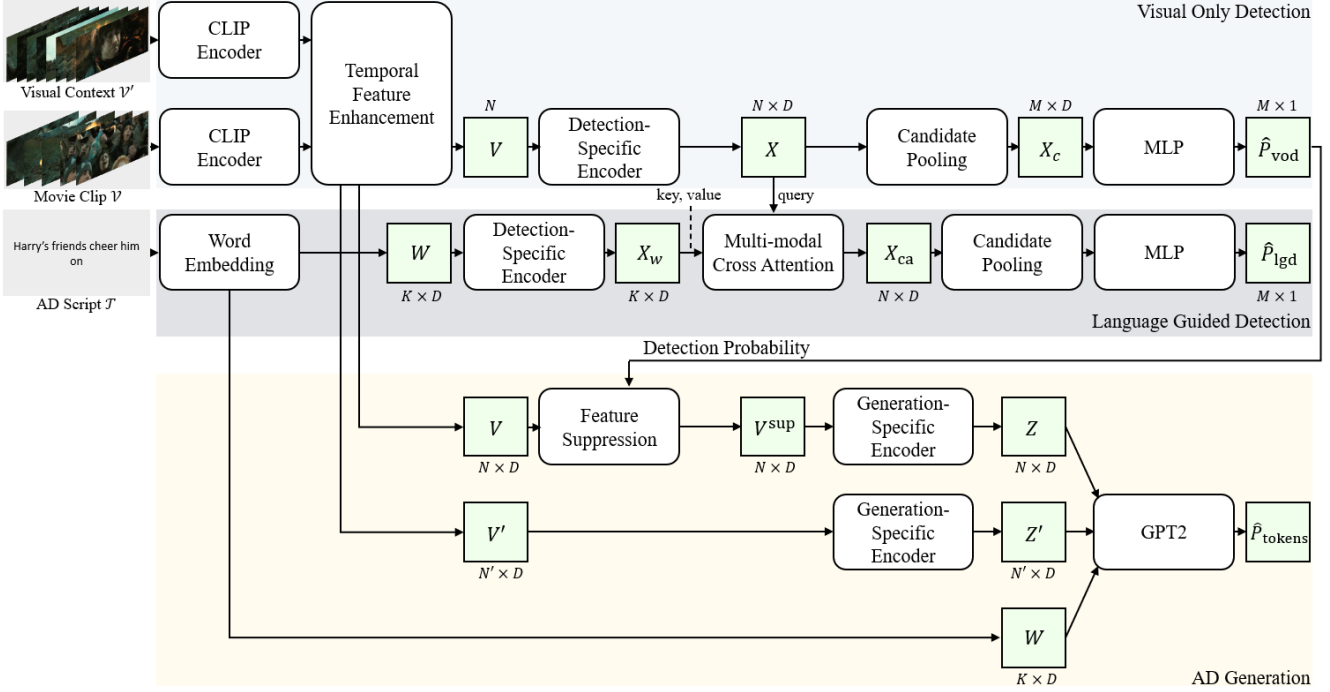 Visual Only Detection
CLIP
Encoder
Temporal
Feature
Enhancement
Visual Context 𝒱′
CLIP
Encoder
N
V
Detection-
Specific
Encoder
N × D
X
Candidate
Pooling
M × D
X_c
MLP
M × 1
P̂_vod
Movie Clip 𝒱
key, value
query
Harry's friends cheer him
on
AD Script 𝒯
Word
Embedding
W
K × D
Detection-
Specific
Encoder
X_w
K × D
Multi-modal
Cross Attention
X_ca
N × D
Candidate
Pooling
MLP
P̂_lgd
M × 1
Language Guided Detection
Detection Probability
V
N × D
Feature
Suppression
V^sup
N × D
Generation-
Specific
Encoder
Z
N × D
V′
N′ × D
Generation-
Specific
Encoder
Z′
N′ × D
GPT2
P̂_tokens
W
K × D
AD Generation